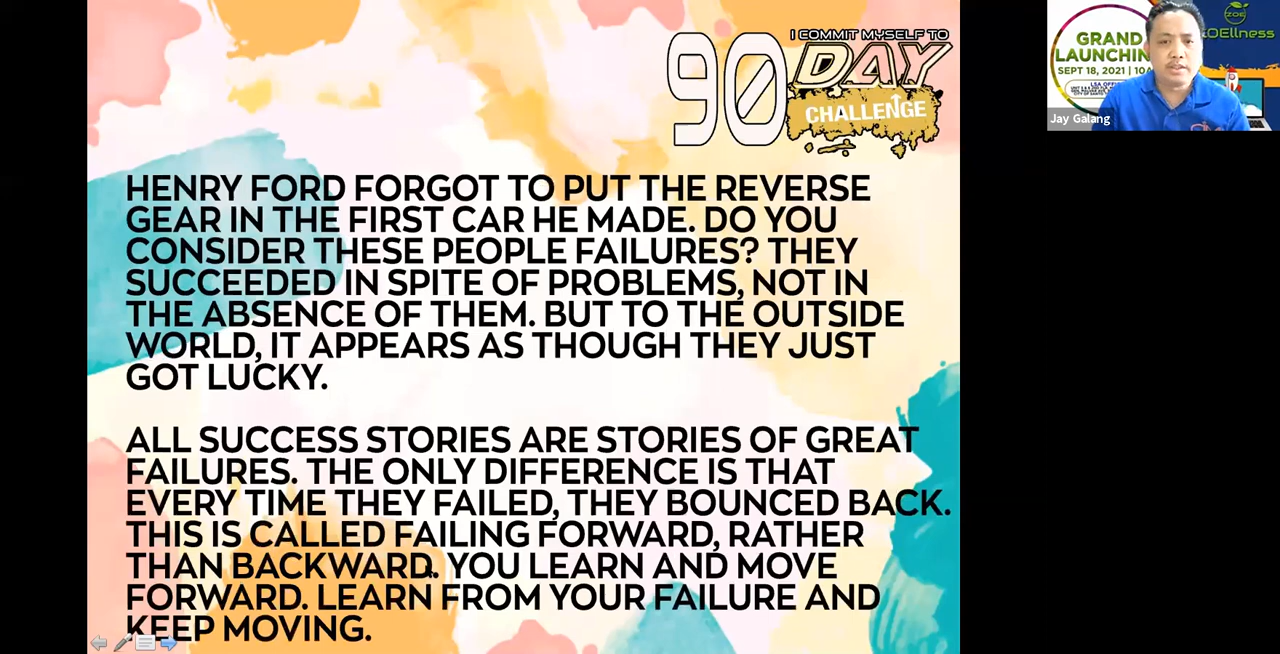 I COMMIT MYSELF TO
90 DAY
CHALLENGE
HENRY FORD FORGOT TO PUT THE REVERSE
GEAR IN THE FIRST CAR HE MADE. DO YOU
CONSIDER THESE PEOPLE FAILURES? THEY
SUCCEEDED IN SPITE OF PROBLEMS, NOT IN
THE ABSENCE OF THEM. BUT TO THE OUTSIDE
WORLD, IT APPEARS AS THOUGH THEY JUST
GOT LUCKY.
ALL SUCCESS STORIES ARE STORIES OF GREAT
FAILURES. THE ONLY DIFFERENCE IS THAT
EVERY TIME THEY FAILED, THEY BOUNCED BACK.
THIS IS CALLED FAILING FORWARD, RATHER
THAN BACKWARD. YOU LEARN AND MOVE
FORWARD. LEARN FROM YOUR FAILURE AND
KEEP MOVING.
GRAND
LAUNCHIN
SEPT 18, 2021 | 10A
ZOE
OEllness
Jay Galang